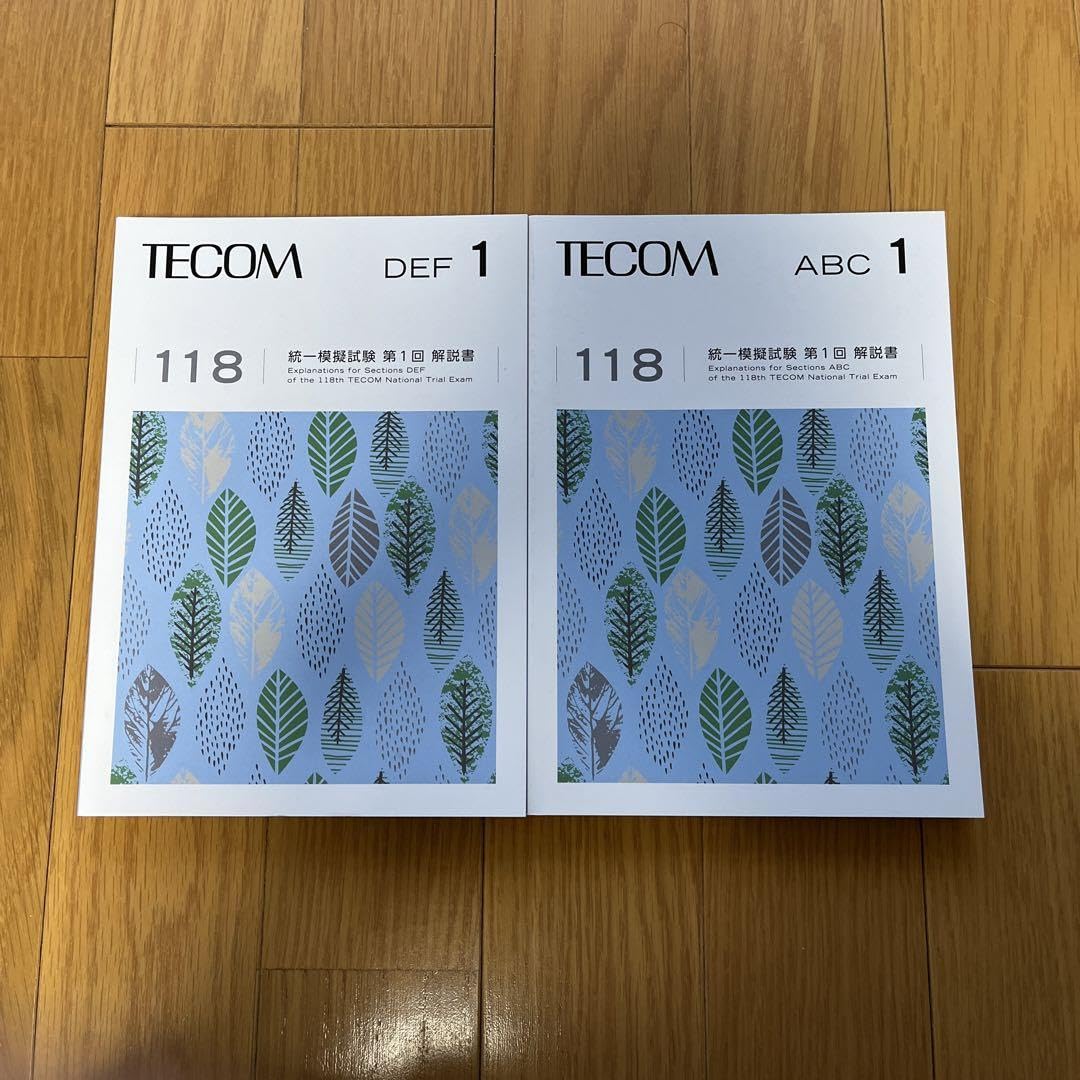 TECOM
DEF 1
118
統一模擬試験 第1回 解説書
Explanations for Sections DEF
of the 118th TECOM National Trial Exam
TECOM
ABC 1
118
統一模擬試験 第1回 解説書
Explanations for Sections ABC
of the 118th TECOM National Trial Exam